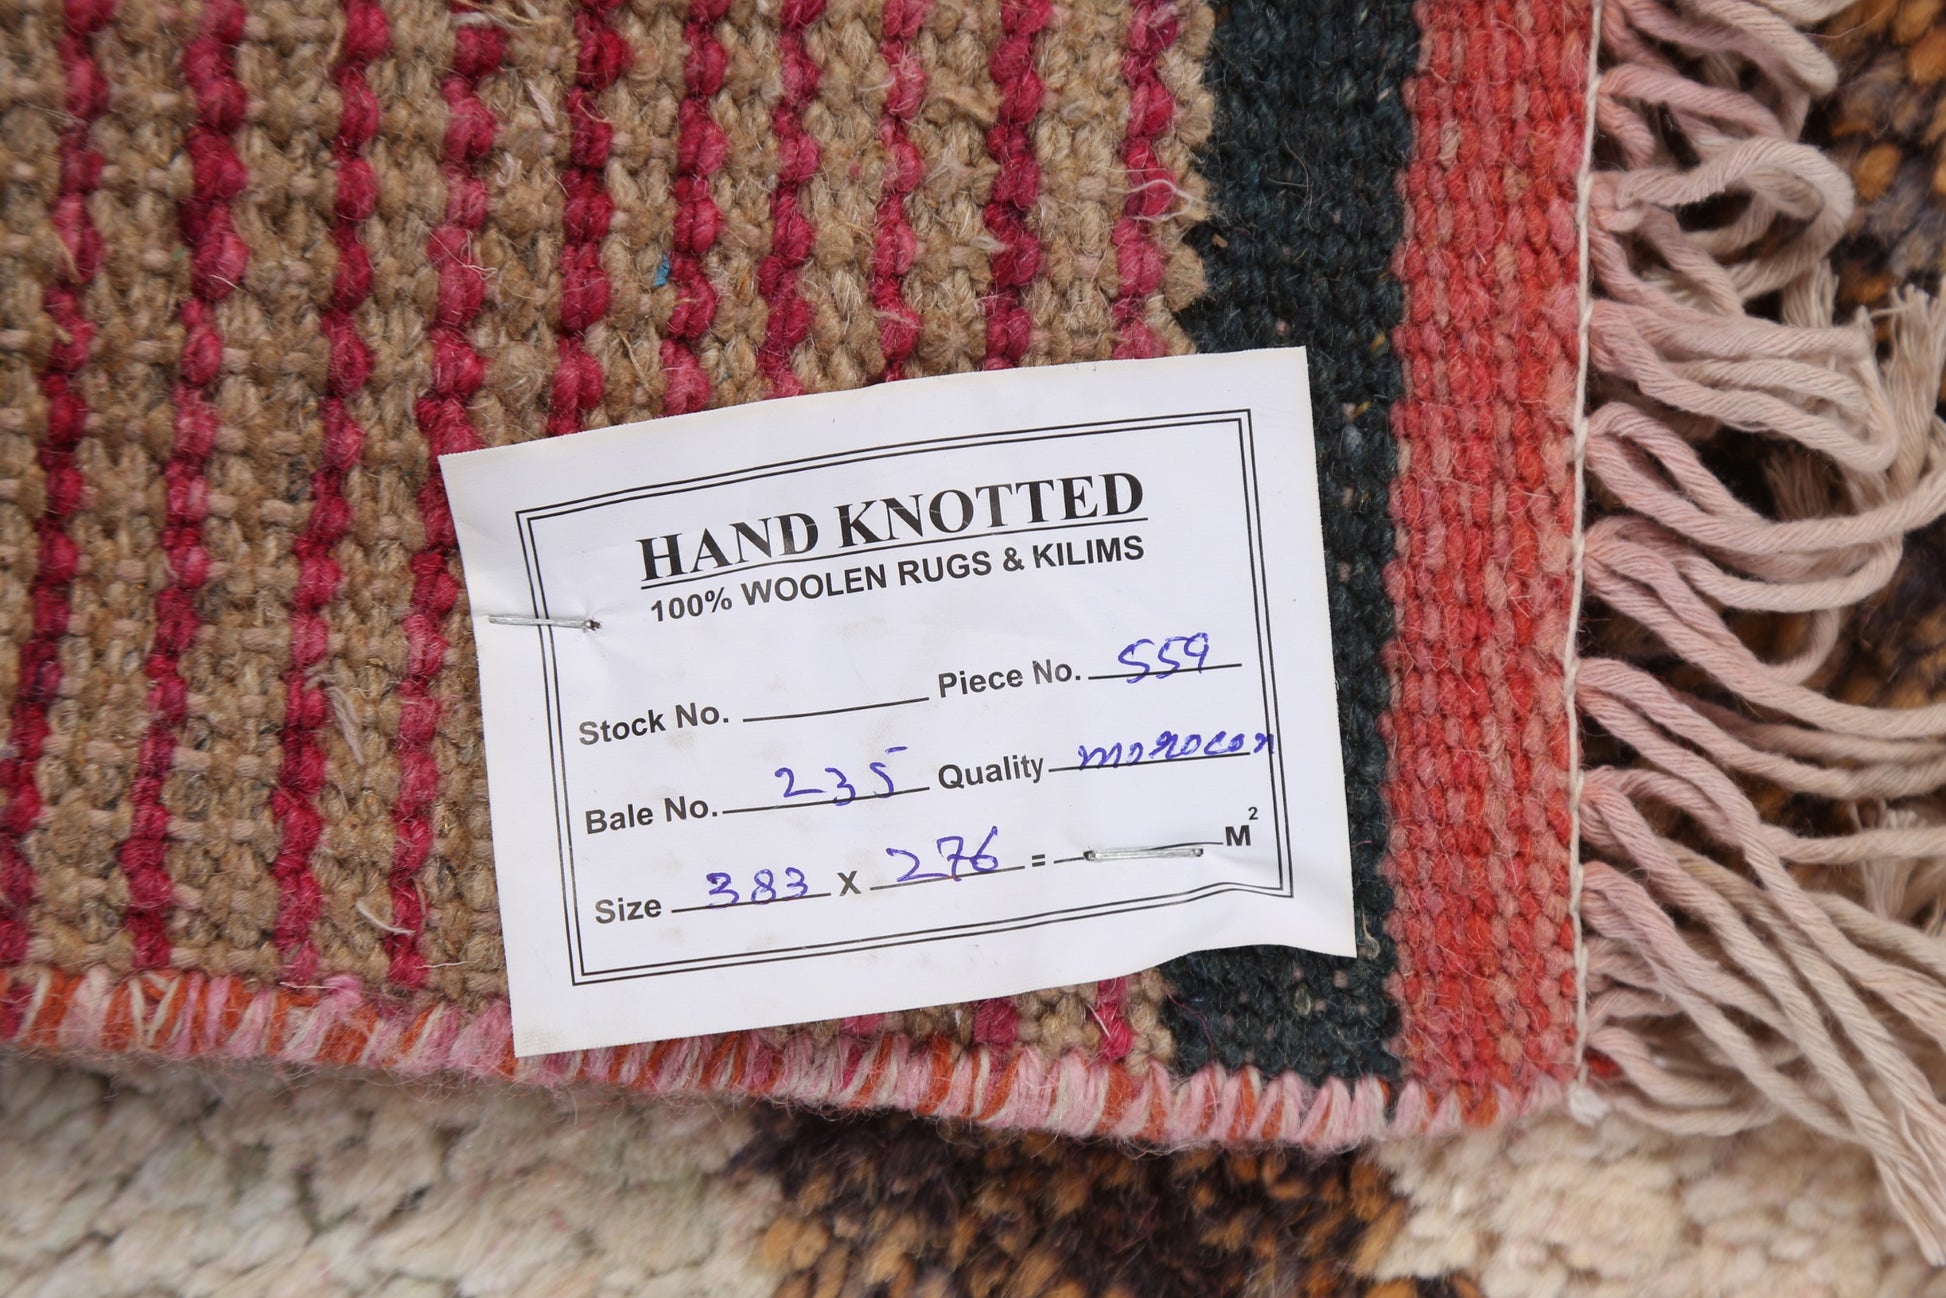 HAND KNOTTED
100% WOOLEN RUGS & KILIMS
Stock No. Piece No. 559
Bale No. 235 Quality morocon
Size 383 X 276 = M²